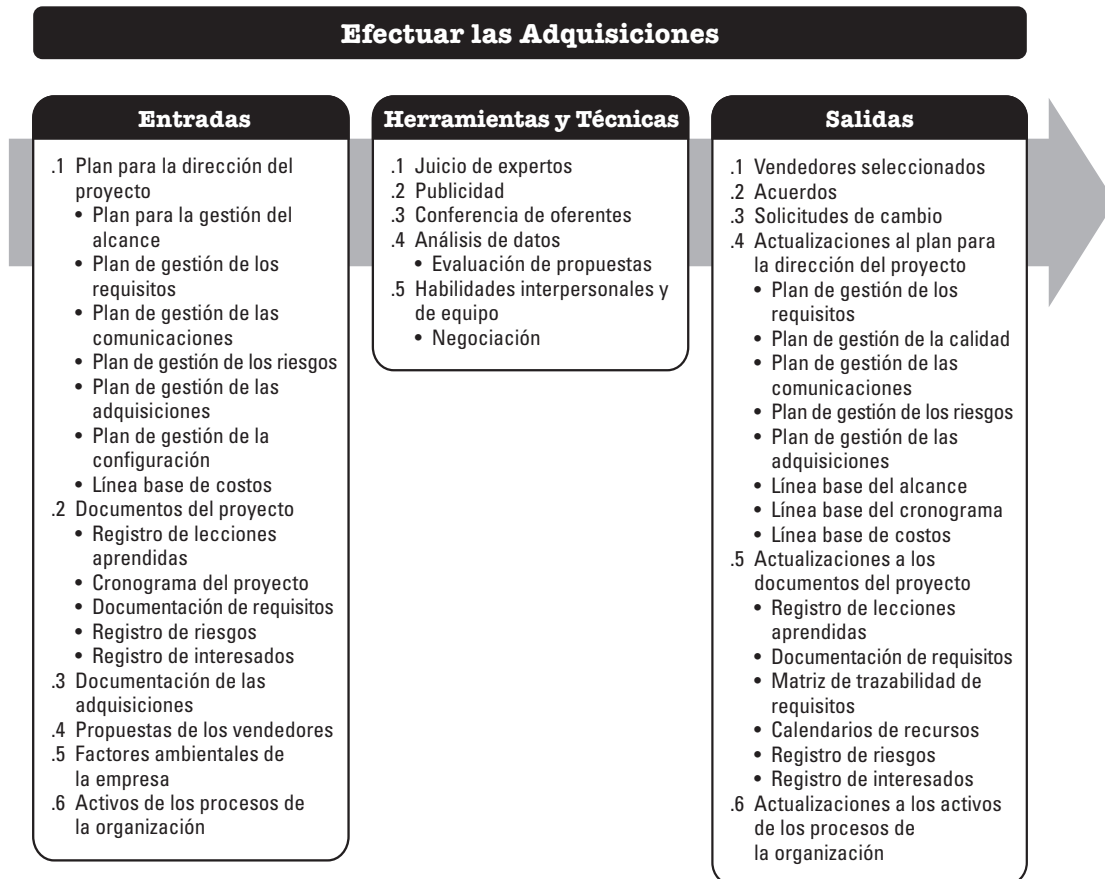 Efectuar las Adquisiciones
Entradas
.1 Plan para la dirección del
proyecto
• Plan para la gestión del
alcance
• Plan de gestión de los
requisitos
• Plan de gestión de las
comunicaciones
• Plan de gestión de los riesgos
• Plan de gestión de las
adquisiciones
• Plan de gestión de la
configuración
• Línea base de costos
.2 Documentos del proyecto
• Registro de lecciones
aprendidas
• Cronograma del proyecto
• Documentación de requisitos
• Registro de riesgos
• Registro de interesados
.3 Documentación de las
adquisiciones
.4 Propuestas de los vendedores
.5 Factores ambientales de
la empresa
.6 Activos de los procesos de
la organización
Herramientas y Técnicas
.1 Juicio de expertos
.2 Publicidad
.3 Conferencia de oferentes
.4 Análisis de datos
• Evaluación de propuestas
.5 Habilidades interpersonales y
de equipo
• Negociación
Salidas
.1 Vendedores seleccionados
.2 Acuerdos
.3 Solicitudes de cambio
.4 Actualizaciones al plan para
la dirección del proyecto
• Plan de gestión de los
requisitos
• Plan de gestión de la calidad
• Plan de gestión de las
comunicaciones
• Plan de gestión de los riesgos
• Plan de gestión de las
adquisiciones
• Línea base del alcance
• Línea base del cronograma
• Línea base de costos
.5 Actualizaciones a los
documentos del proyecto
• Registro de lecciones
aprendidas
• Documentación de requisitos
• Matriz de trazabilidad de
requisitos
• Calendarios de recursos
• Registro de riesgos
• Registro de interesados
.6 Actualizaciones a los activos
de los procesos de
la organización